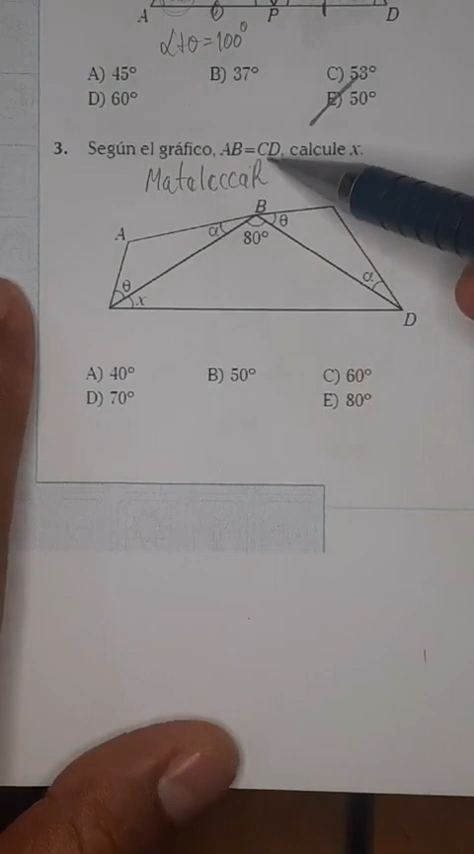 A P D
α+θ=100°
A) 45° B) 37° C) 53°
D) 60° E) 50°
3. Según el gráfico, AB=CD, calcule x.
Mataloccar
B
A α θ
80°
θ α
x
D
A) 40° B) 50° C) 60°
D) 70° E) 80°